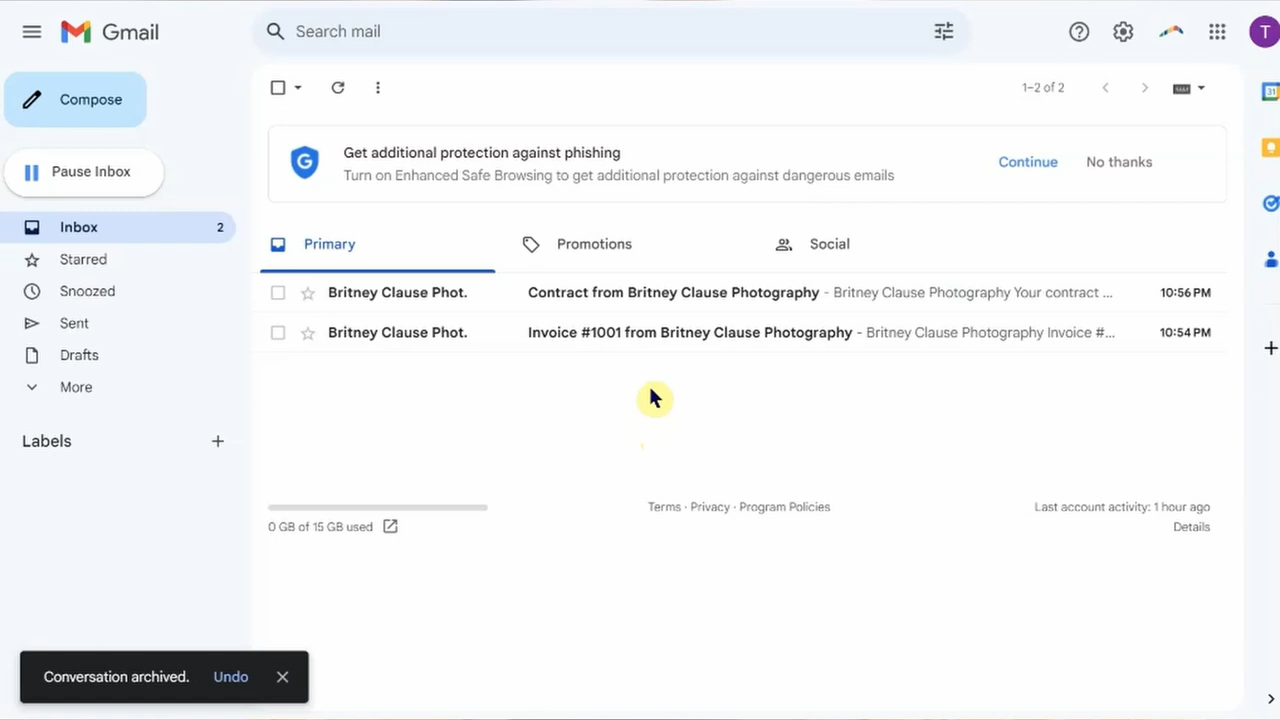 Gmail
Search mail
T
Compose
1–2 of 2
Pause Inbox
Get additional protection against phishing
Turn on Enhanced Safe Browsing to get additional protection against dangerous emails
Continue
No thanks
31
Inbox 2
Starred
Snoozed
Sent
Drafts
More
Labels
Primary
Promotions
Social
Britney Clause Phot. Contract from Britney Clause Photography - Britney Clause Photography Your contract ... 10:56 PM
Britney Clause Phot. Invoice #1001 from Britney Clause Photography - Britney Clause Photography Invoice #... 10:54 PM
0 GB of 15 GB used
Terms · Privacy · Program Policies
Last account activity: 1 hour ago
Details
Conversation archived. Undo